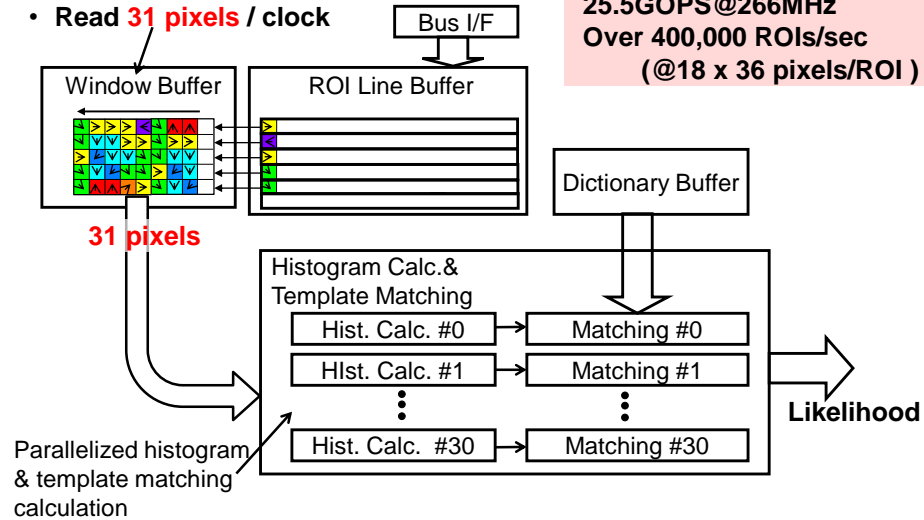 • Read 31 pixels / clock
Bus I/F
25.5GOPS@266MHz
Over 400,000 ROIs/sec
(@18 x 36 pixels/ROI )
Window Buffer
ROI Line Buffer
Dictionary Buffer
31 pixels
Histogram Calc.&
Template Matching
Hist. Calc. #0
Matching #0
HIst. Calc. #1
Matching #1
Hist. Calc. #30
Matching #30
Likelihood
Parallelized histogram
& template matching
calculation